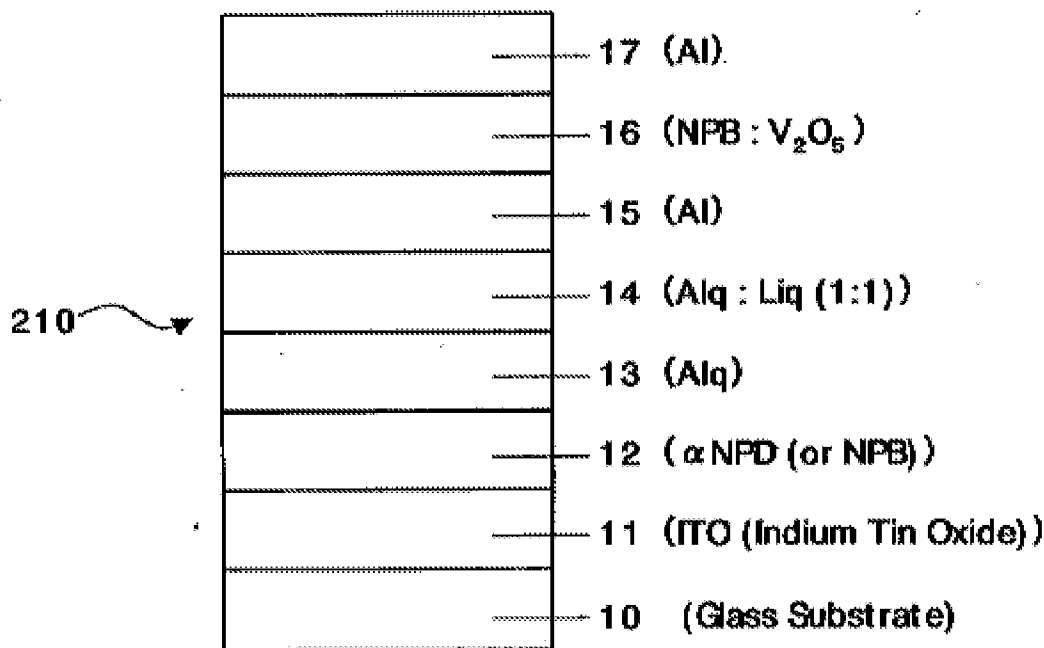 17 (Al)
16 (NPB : V₂O₅)
15 (Al)
14 (Alq : Liq (1:1))
210
13 (Alq)
12 (αNPD (or NPB))
11 (ITO (Indium Tin Oxide))
10 (Glass Substrate)